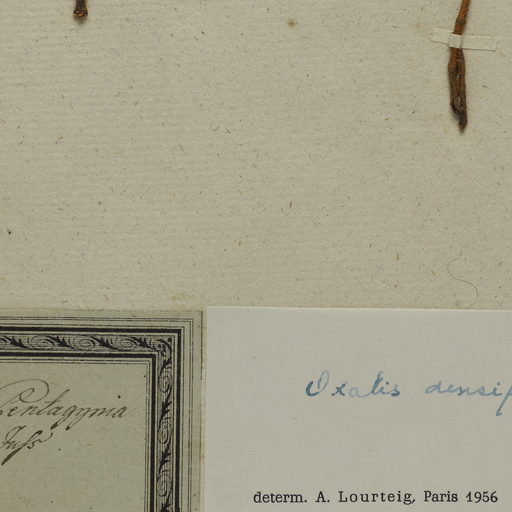 Pentagynia
Oxalis densif
determ. A. Lourteig, Paris 1956